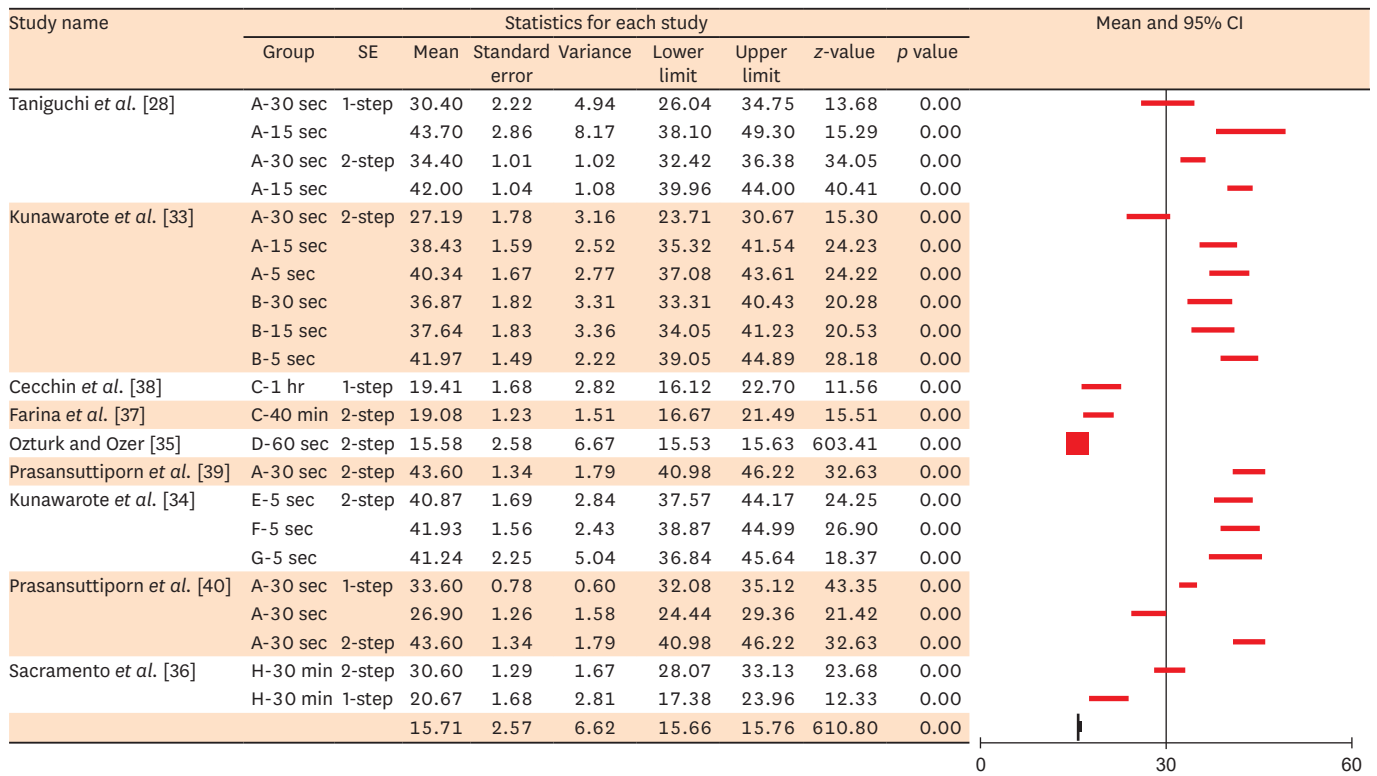 Study name Statistics for each study Mean and 95% CI
Group SE Mean Standard error Variance Lower limit Upper limit z-value p value
Taniguchi et al. [28] A-30 sec 1-step 30.40 2.22 4.94 26.04 34.75 13.68 0.00
A-15 sec 43.70 2.86 8.17 38.10 49.30 15.29 0.00
A-30 sec 2-step 34.40 1.01 1.02 32.42 36.38 34.05 0.00
A-15 sec 42.00 1.04 1.08 39.96 44.00 40.41 0.00
Kunawarote et al. [33] A-30 sec 2-step 27.19 1.78 3.16 23.71 30.67 15.30 0.00
A-15 sec 38.43 1.59 2.52 35.32 41.54 24.23 0.00
A-5 sec 40.34 1.67 2.77 37.08 43.61 24.22 0.00
B-30 sec 36.87 1.82 3.31 33.31 40.43 20.28 0.00
B-15 sec 37.64 1.83 3.36 34.05 41.23 20.53 0.00
B-5 sec 41.97 1.49 2.22 39.05 44.89 28.18 0.00
Cecchin et al. [38] C-1 hr 1-step 19.41 1.68 2.82 16.12 22.70 11.56 0.00
Farina et al. [37] C-40 min 2-step 19.08 1.23 1.51 16.67 21.49 15.51 0.00
Ozturk and Ozer [35] D-60 sec 2-step 15.58 2.58 6.67 15.53 15.63 603.41 0.00
Prasansuttiporn et al. [39] A-30 sec 2-step 43.60 1.34 1.79 40.98 46.22 32.63 0.00
Kunawarote et al. [34] E-5 sec 2-step 40.87 1.69 2.84 37.57 44.17 24.25 0.00
F-5 sec 41.93 1.56 2.43 38.87 44.99 26.90 0.00
G-5 sec 41.24 2.25 5.04 36.84 45.64 18.37 0.00
Prasansuttiporn et al. [40] A-30 sec 1-step 33.60 0.78 0.60 32.08 35.12 43.35 0.00
A-30 sec 26.90 1.26 1.58 24.44 29.36 21.42 0.00
A-30 sec 2-step 43.60 1.34 1.79 40.98 46.22 32.63 0.00
Sacramento et al. [36] H-30 min 2-step 30.60 1.29 1.67 28.07 33.13 23.68 0.00
H-30 min 1-step 20.67 1.68 2.81 17.38 23.96 12.33 0.00
15.71 2.57 6.62 15.66 15.76 610.80 0.00
0 30 60